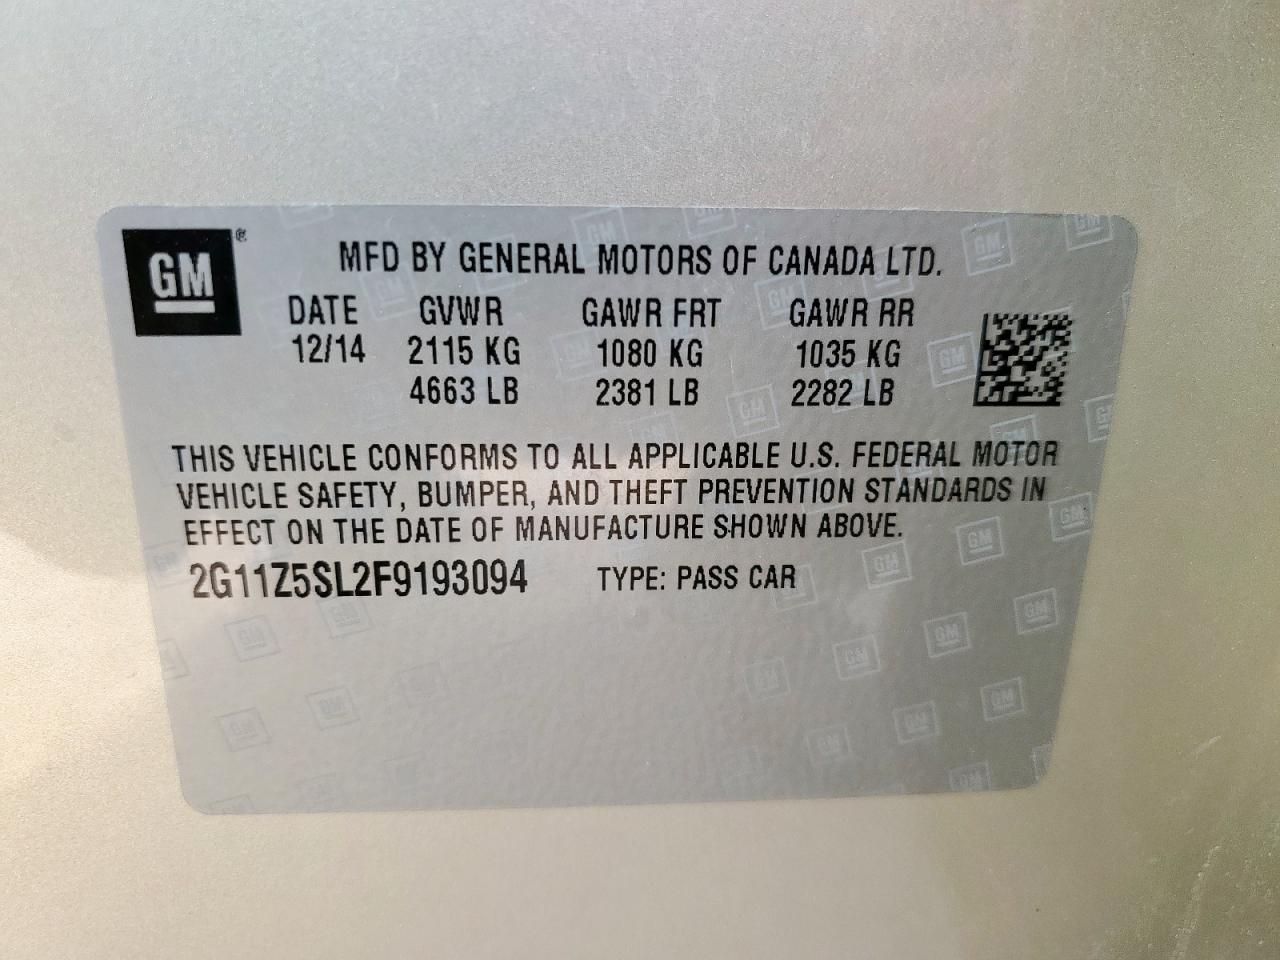 GM ®
MFD BY GENERAL MOTORS OF CANADA LTD.
DATE GVWR GAWR FRT GAWR RR
12/14 2115 KG 1080 KG 1035 KG
4663 LB 2381 LB 2282 LB
THIS VEHICLE CONFORMS TO ALL APPLICABLE U.S. FEDERAL MOTOR
VEHICLE SAFETY, BUMPER, AND THEFT PREVENTION STANDARDS IN
EFFECT ON THE DATE OF MANUFACTURE SHOWN ABOVE.
2G11Z5SL2F9193094 TYPE: PASS CAR